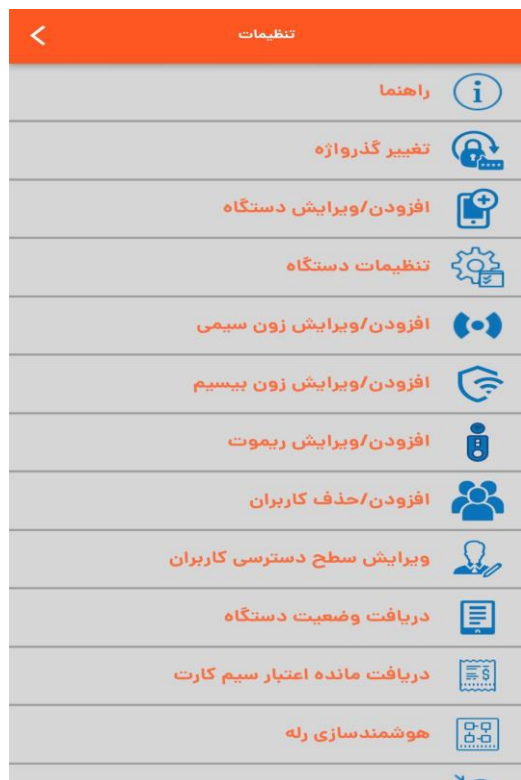 تنظیمات
راهنما
تغییر گذرواژه
افزودن/ویرایش دستگاه
تنظیمات دستگاه
افزودن/ویرایش زون سیمی
افزودن/ویرایش زون بیسیم
افزودن/ویرایش ریموت
افزودن/حذف کاربران
ویرایش سطح دسترسی کاربران
دریافت وضعیت دستگاه
دریافت مانده اعتبار سیم کارت
هوشمندسازی رله